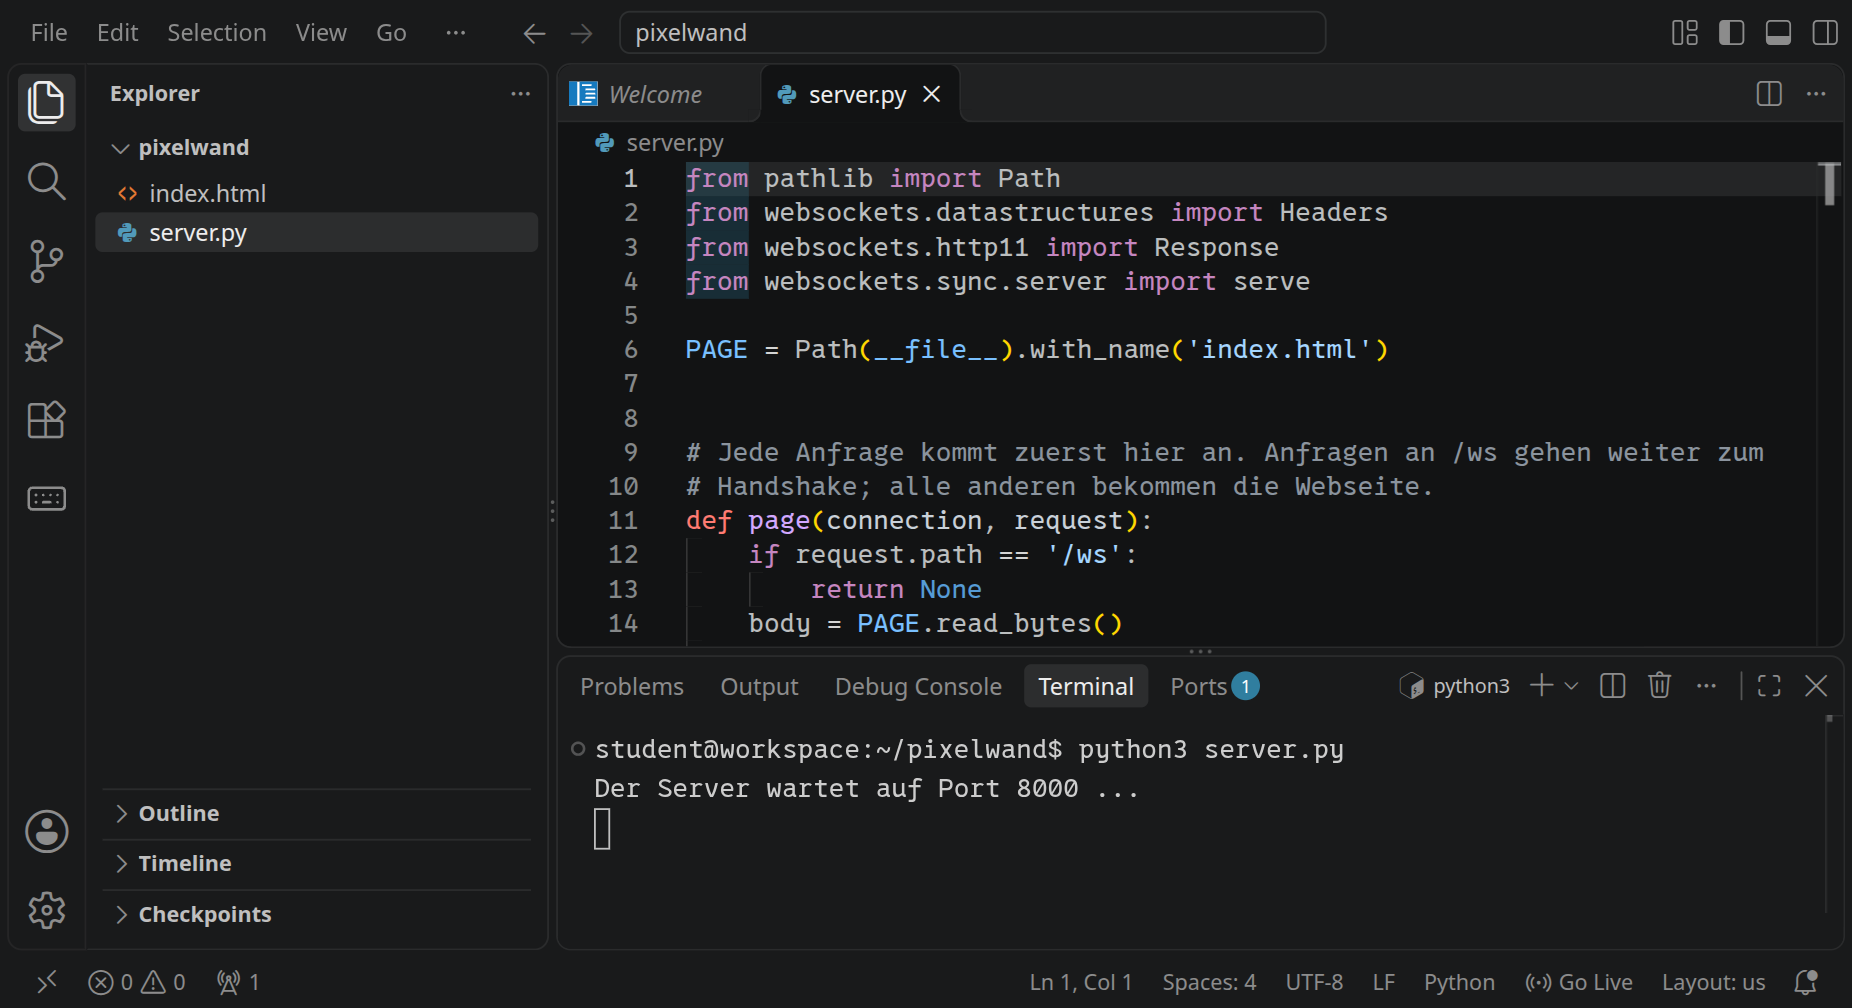 File Edit Selection View Go ···
pixelwand
Explorer
pixelwand
index.html
server.py
Outline
Timeline
Checkpoints
Welcome
server.py
server.py
1 from pathlib import Path
2 from websockets.datastructures import Headers
3 from websockets.http11 import Response
4 from websockets.sync.server import serve
5
6 PAGE = Path(__file__).with_name('index.html')
7
8
9 # Jede Anfrage kommt zuerst hier an. Anfragen an /ws gehen weiter zum
10 # Handshake; alle anderen bekommen die Webseite.
11 def page(connection, request):
12 if request.path == '/ws':
13 return None
14 body = PAGE.read_bytes()
Problems Output Debug Console Terminal Ports 1
python3
student@workspace:~/pixelwand$ python3 server.py
Der Server wartet auf Port 8000 ...
0 0 1
Ln 1, Col 1 Spaces: 4 UTF-8 LF Python Go Live Layout: us